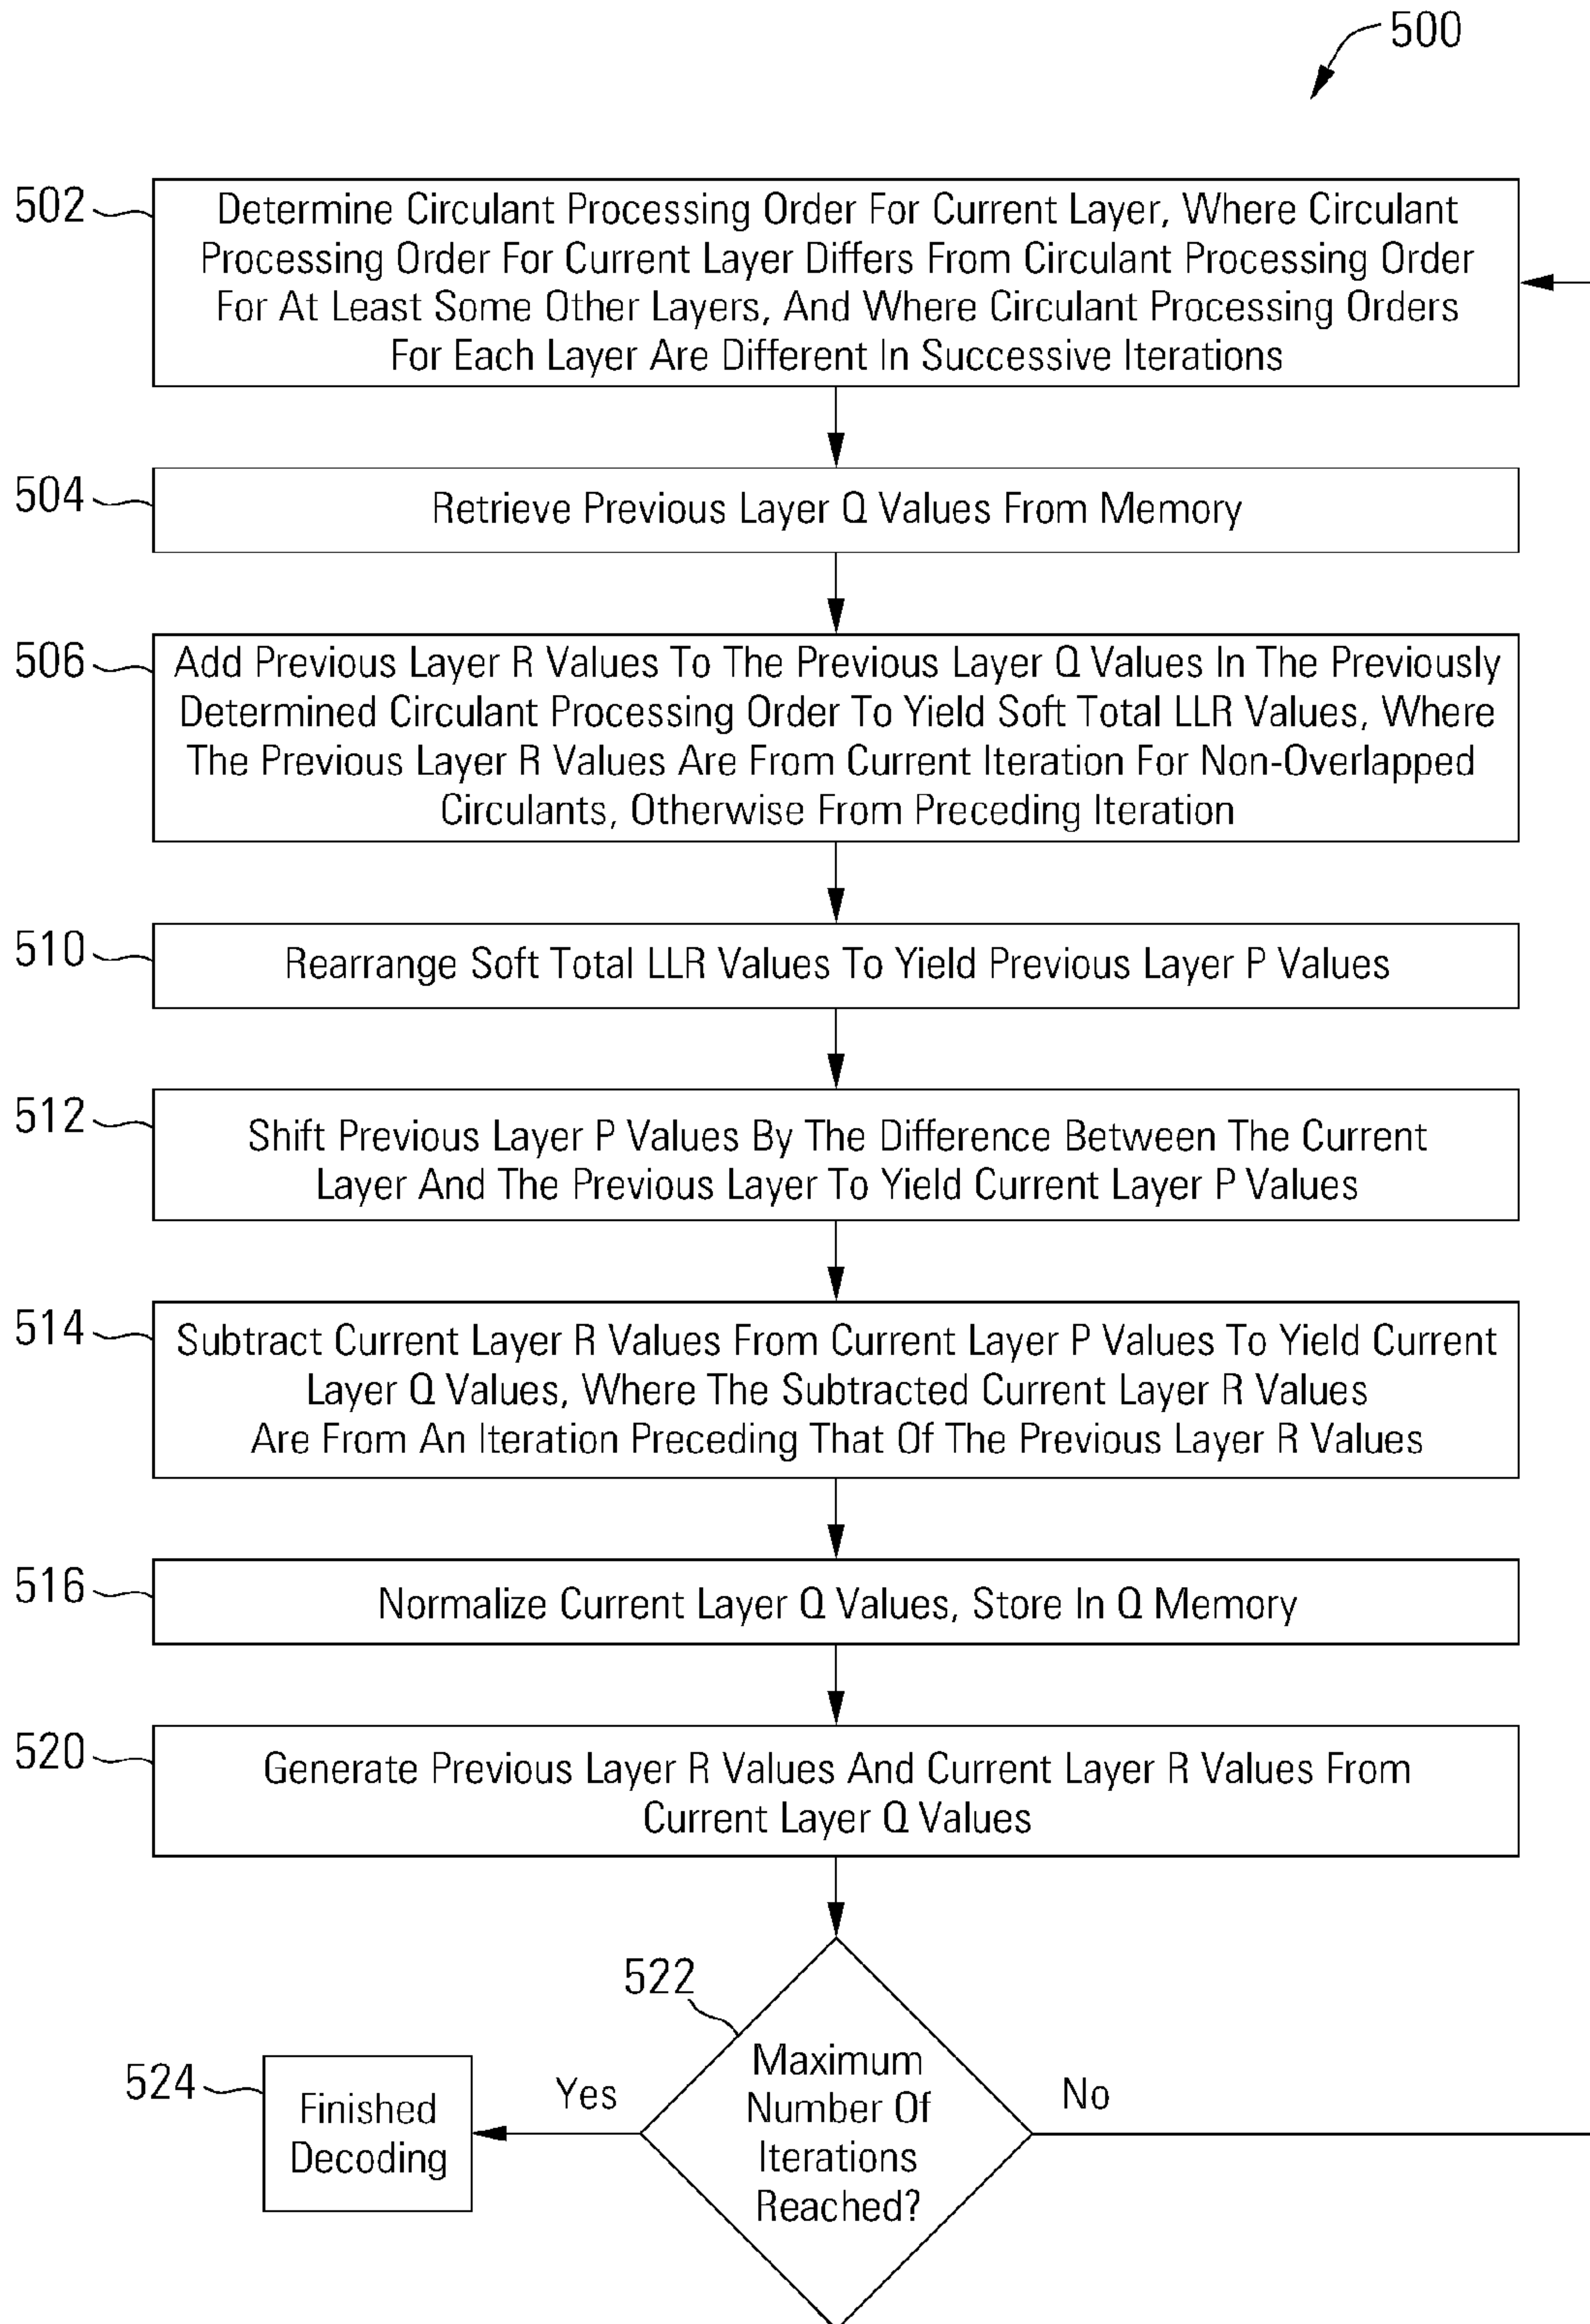 500
502
Determine Circulant Processing Order For Current Layer, Where Circulant
Processing Order For Current Layer Differs From Circulant Processing Order
For At Least Some Other Layers, And Where Circulant Processing Orders
For Each Layer Are Different In Successive Iterations
504
Retrieve Previous Layer Q Values From Memory
506
Add Previous Layer R Values To The Previous Layer Q Values In The Previously
Determined Circulant Processing Order To Yield Soft Total LLR Values, Where
The Previous Layer R Values Are From Current Iteration For Non-Overlapped
Circulants, Otherwise From Preceding Iteration
510
Rearrange Soft Total LLR Values To Yield Previous Layer P Values
512
Shift Previous Layer P Values By The Difference Between The Current
Layer And The Previous Layer To Yield Current Layer P Values
514
Subtract Current Layer R Values From Current Layer P Values To Yield Current
Layer Q Values, Where The Subtracted Current Layer R Values
Are From An Iteration Preceding That Of The Previous Layer R Values
516
Normalize Current Layer Q Values, Store In Q Memory
520
Generate Previous Layer R Values And Current Layer R Values From
Current Layer Q Values
522
Maximum
Number Of
Iterations
Reached?
Yes
No
524
Finished
Decoding